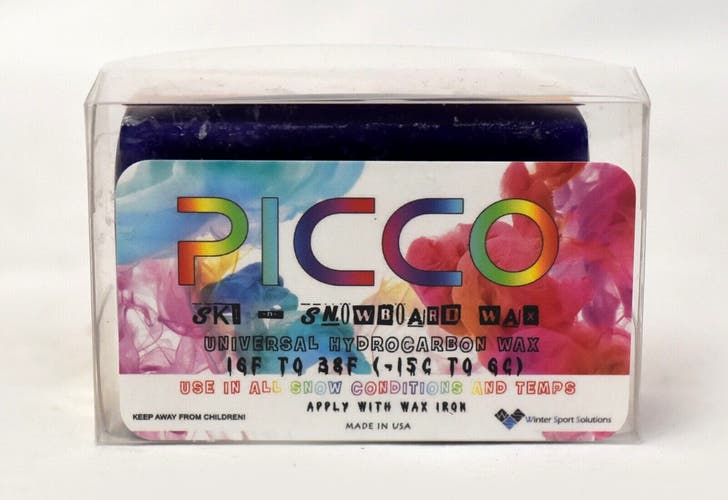 PICCO
SKI -n- SNOWBOARD WAX
UNIVERSAL HYDROCARBON WAX
16F TO 38F (-15C TO 6C)
USE IN ALL SNOW CONDITIONS AND TEMPS
APPLY WITH WAX IRON
KEEP AWAY FROM CHILDREN!
MADE IN USA
Winter Sport Solutions